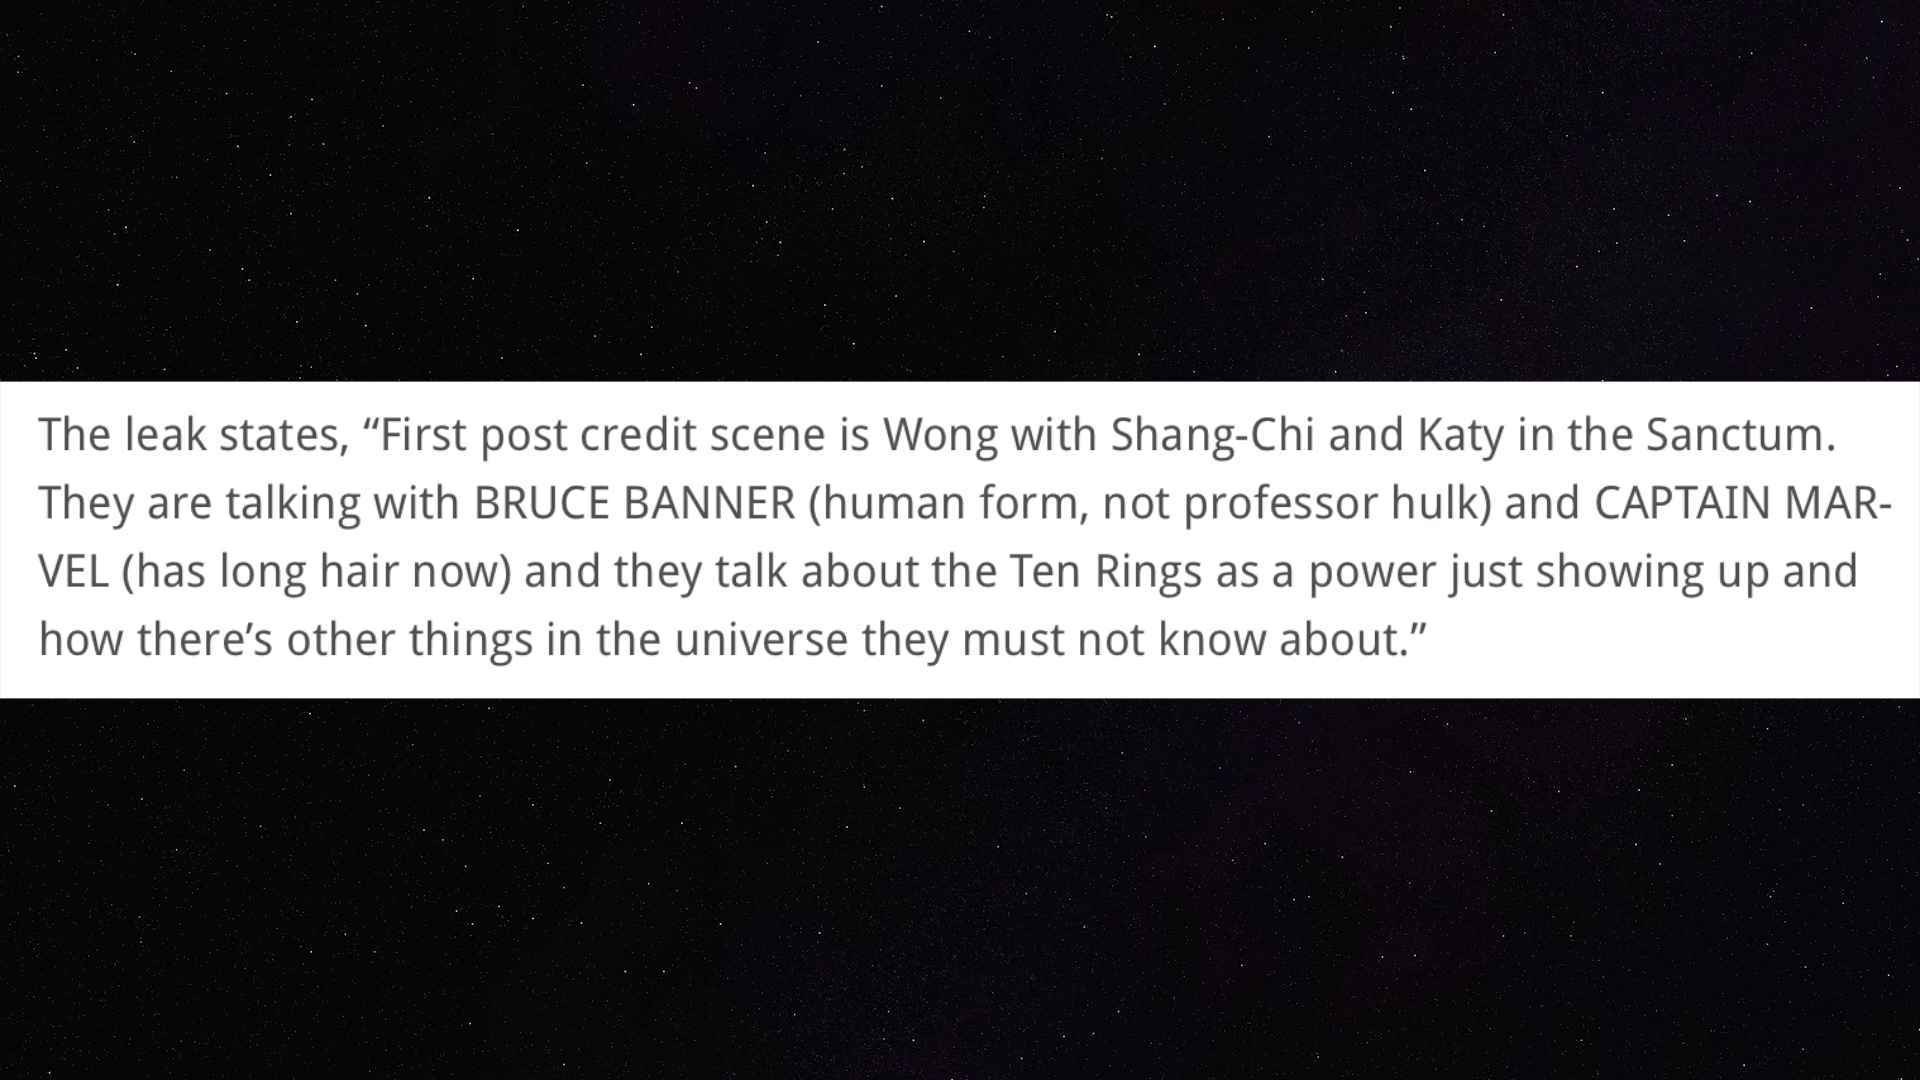 The leak states, “First post credit scene is Wong with Shang-Chi and Katy in the Sanctum.
They are talking with BRUCE BANNER (human form, not professor hulk) and CAPTAIN MAR-
VEL (has long hair now) and they talk about the Ten Rings as a power just showing up and
how there’s other things in the universe they must not know about.”